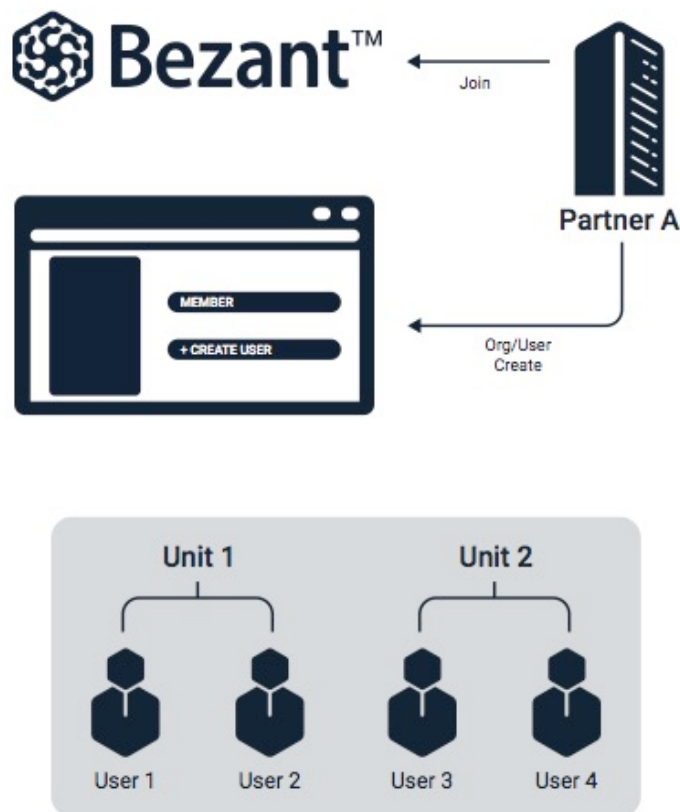 Bezant™
Join
Partner A
MEMBER
+ CREATE USER
Org/User
Create
Unit 1
Unit 2
User 1
User 2
User 3
User 4